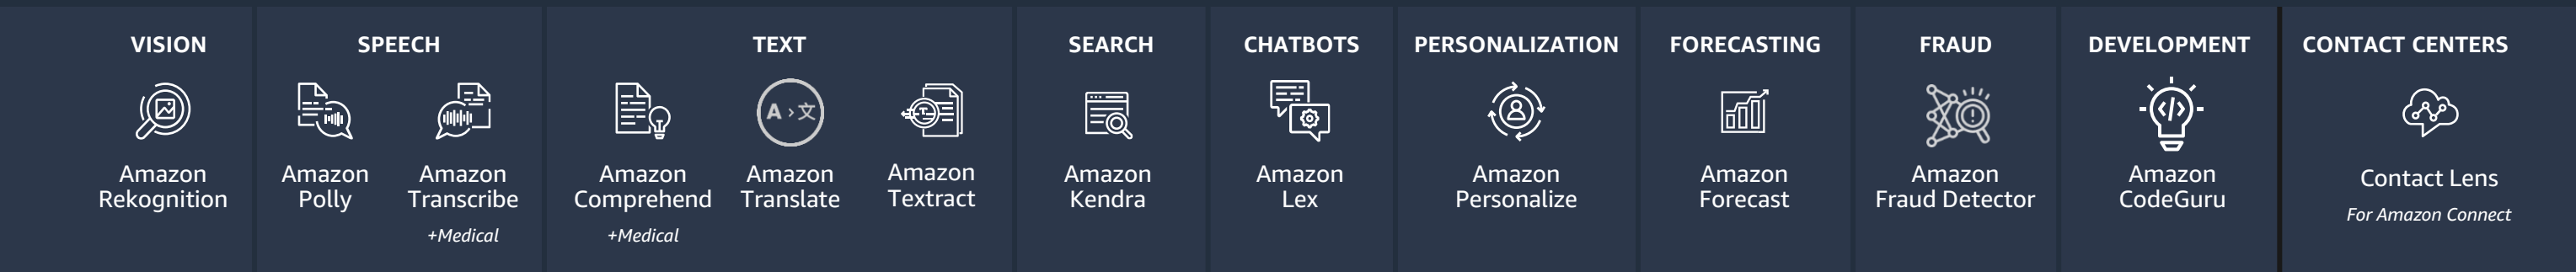 VISION
Amazon
Rekognition
SPEECH
Amazon
Polly
Amazon
Transcribe
+Medical
TEXT
Amazon
Comprehend
+Medical
A › 文
Amazon
Translate
Amazon
Textract
SEARCH
Amazon
Kendra
CHATBOTS
Amazon
Lex
PERSONALIZATION
Amazon
Personalize
FORECASTING
Amazon
Forecast
FRAUD
Amazon
Fraud Detector
DEVELOPMENT
</>
Amazon
CodeGuru
CONTACT CENTERS
Contact Lens
For Amazon Connect